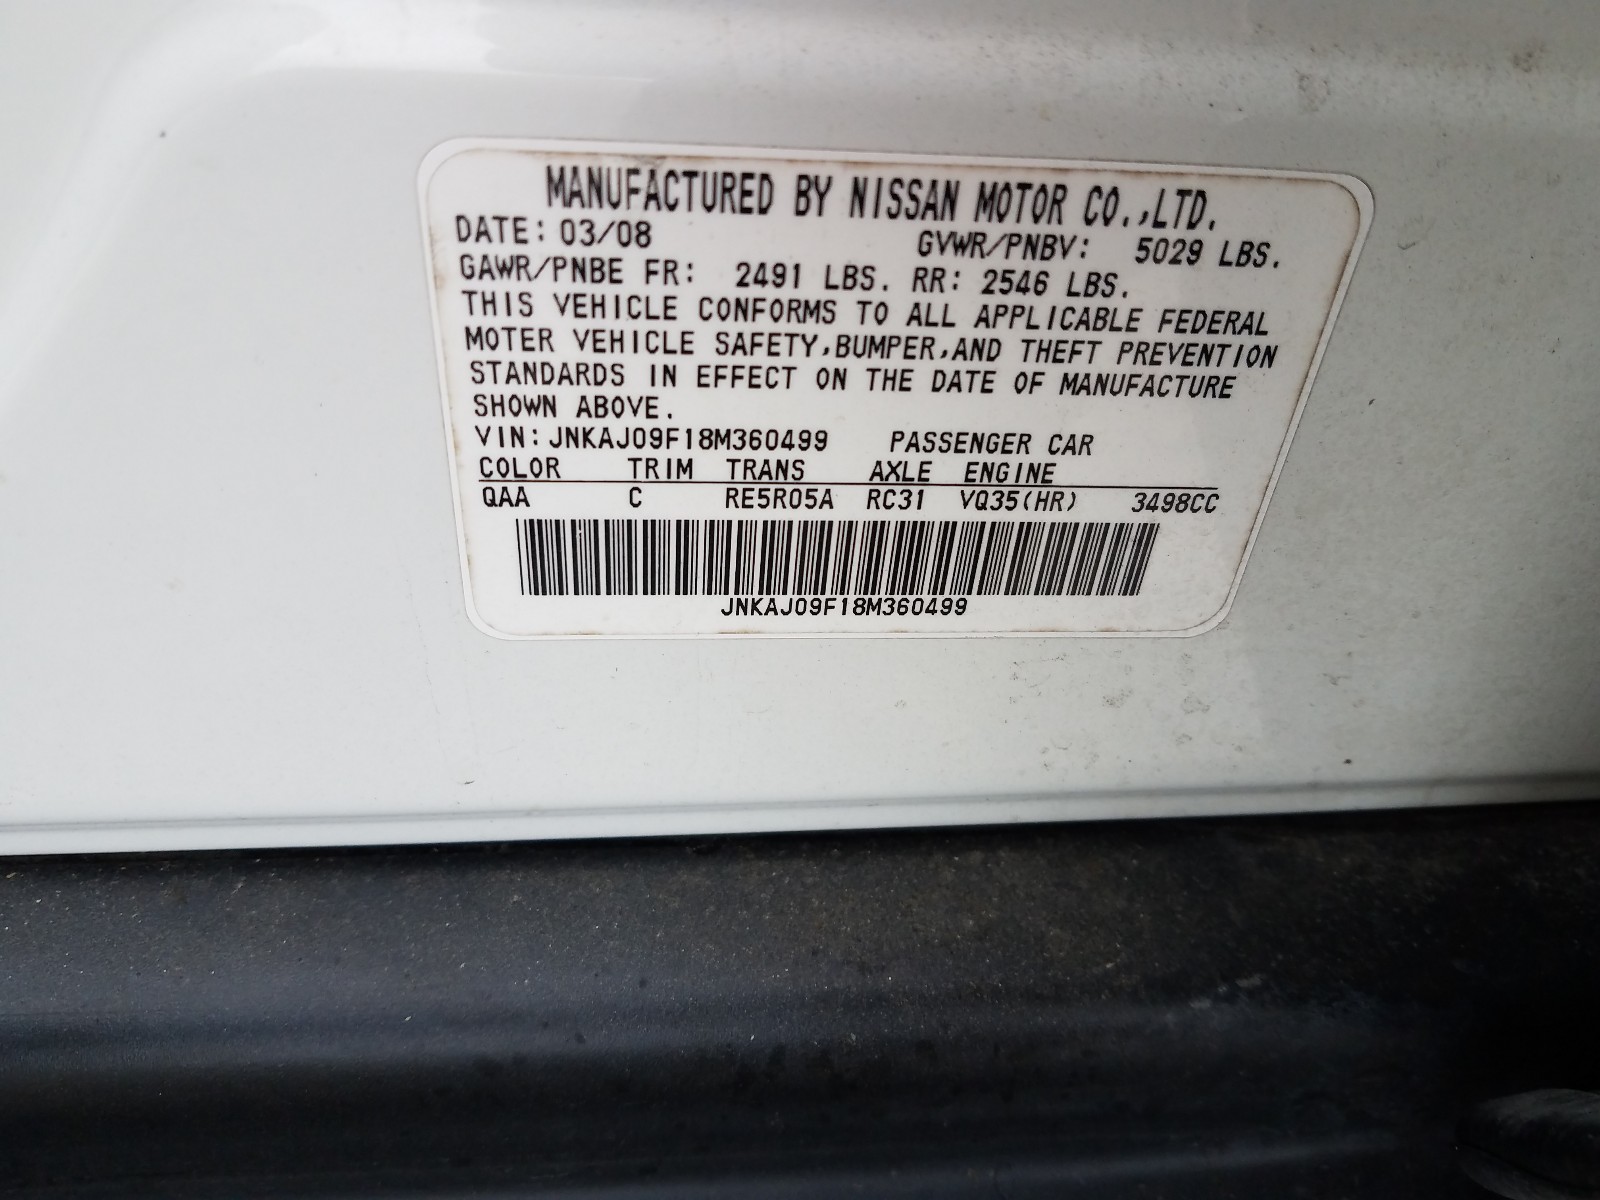 MANUFACTURED BY NISSAN MOTOR CO.,LTD.
DATE: 03/08 GVWR/PNBV: 5029 LBS.
GAWR/PNBE FR: 2491 LBS. RR: 2546 LBS.
THIS VEHICLE CONFORMS TO ALL APPLICABLE FEDERAL
MOTER VEHICLE SAFETY,BUMPER,AND THEFT PREVENTION
STANDARDS IN EFFECT ON THE DATE OF MANUFACTURE
SHOWN ABOVE.
VIN: JNKAJ09F18M360499 PASSENGER CAR
COLOR TRIM TRANS AXLE ENGINE
QAA C RE5R05A RC31 VQ35(HR) 3498CC
JNKAJ09F18M360499